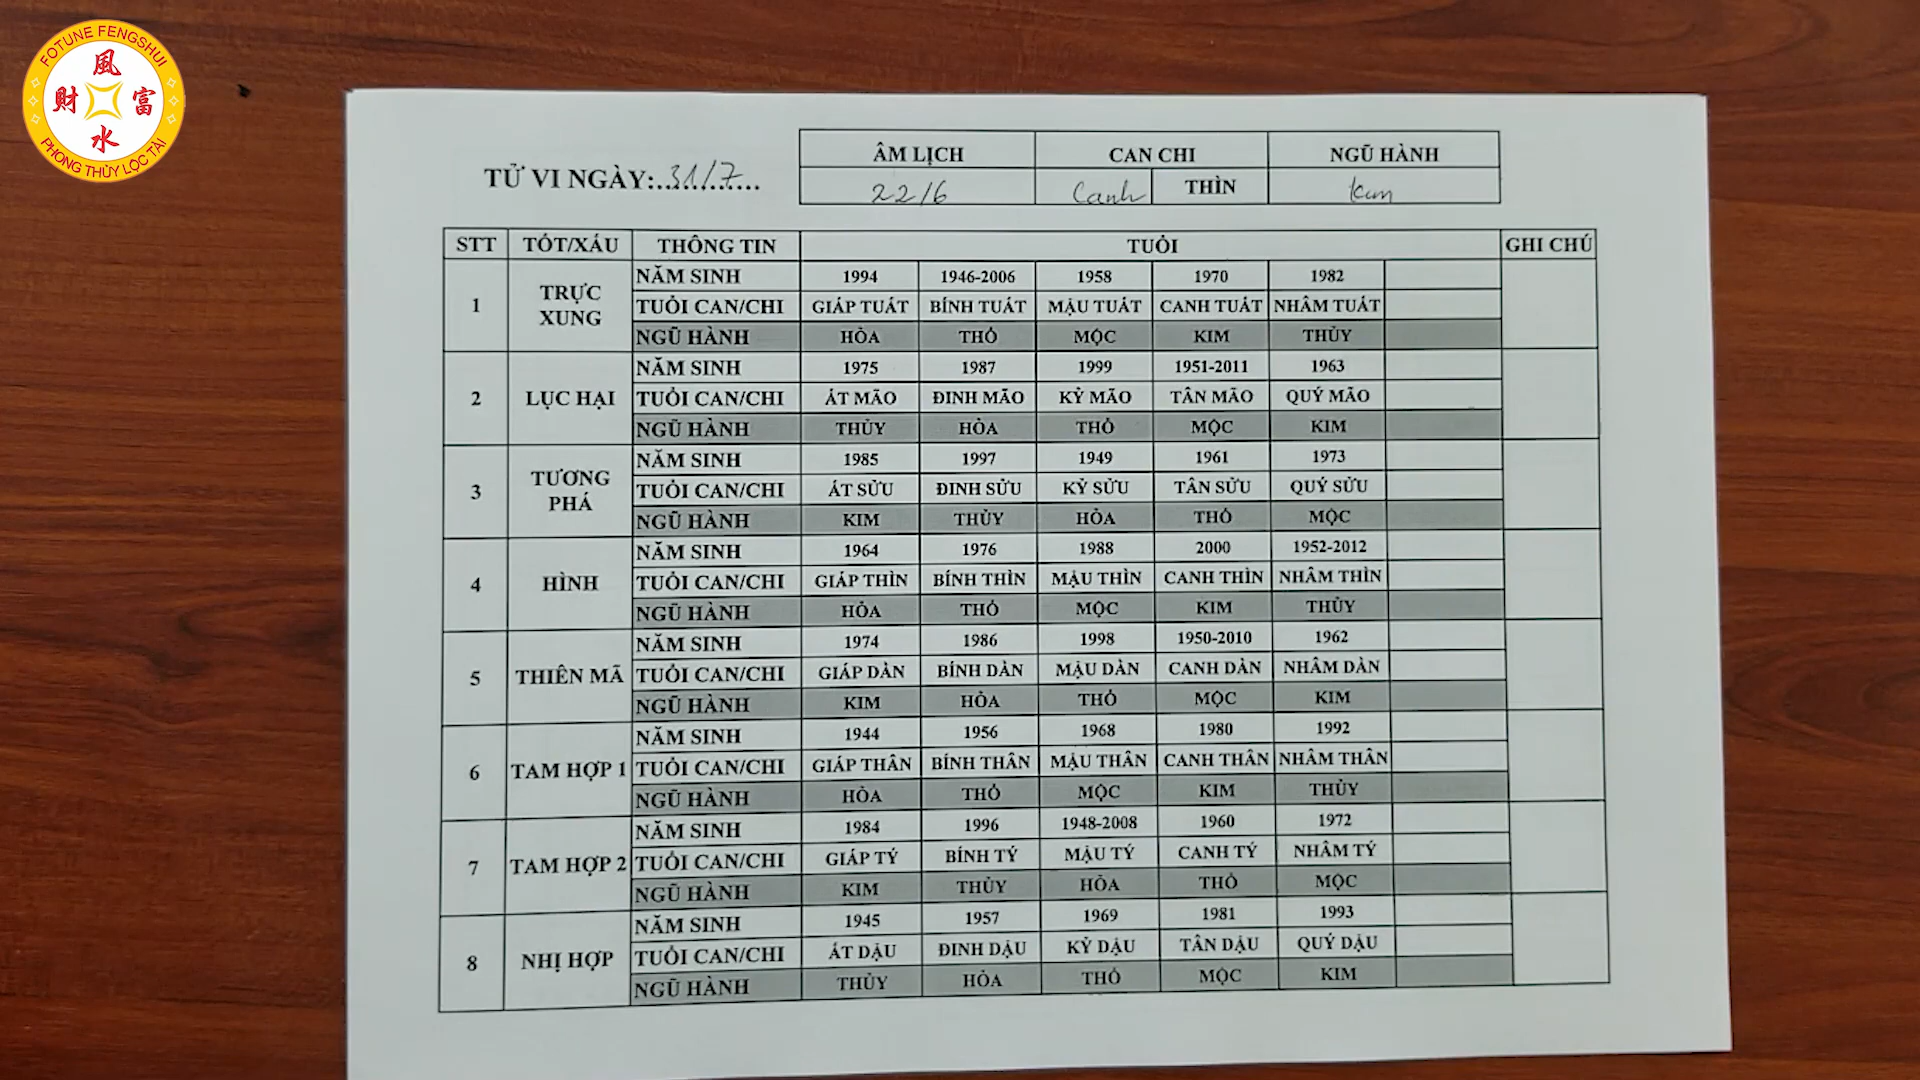 FOTUNE FENGSHUI
風
財 富
水
PHONG THỦY LỘC TÀI
TỬ VI NGÀY:..31/7..
ÂM LỊCH CAN CHI NGŨ HÀNH
22/6 Canh THÌN Kim
STT TỐT/XẤU THÔNG TIN TUỔI GHI CHÚ
1 TRỰC XUNG
NĂM SINH 1994 1946-2006 1958 1970 1982
TUỔI CAN/CHI GIÁP TUẤT BÍNH TUẤT MẬU TUẤT CANH TUẤT NHÂM TUẤT
NGŨ HÀNH HỎA THỔ MỘC KIM THỦY
2 LỤC HẠI
NĂM SINH 1975 1987 1999 1951-2011 1963
TUỔI CAN/CHI ẤT MÃO ĐINH MÃO KỶ MÃO TÂN MÃO QUÝ MÃO
NGŨ HÀNH THỦY HỎA THỔ MỘC KIM
3 TƯƠNG PHÁ
NĂM SINH 1985 1997 1949 1961 1973
TUỔI CAN/CHI ẤT SỬU ĐINH SỬU KỶ SỬU TÂN SỬU QUÝ SỬU
NGŨ HÀNH KIM THỦY HỎA THỔ MỘC
4 HÌNH
NĂM SINH 1964 1976 1988 2000 1952-2012
TUỔI CAN/CHI GIÁP THÌN BÍNH THÌN MẬU THÌN CANH THÌN NHÂM THÌN
NGŨ HÀNH HỎA THỔ MỘC KIM THỦY
5 THIÊN MÃ
NĂM SINH 1974 1986 1998 1950-2010 1962
TUỔI CAN/CHI GIÁP DẦN BÍNH DẦN MẬU DẦN CANH DẦN NHÂM DẦN
NGŨ HÀNH KIM HỎA THỔ MỘC KIM
6 TAM HỢP 1
NĂM SINH 1944 1956 1968 1980 1992
TUỔI CAN/CHI GIÁP THÂN BÍNH THÂN MẬU THÂN CANH THÂN NHÂM THÂN
NGŨ HÀNH HỎA THỔ MỘC KIM THỦY
7 TAM HỢP 2
NĂM SINH 1984 1996 1948-2008 1960 1972
TUỔI CAN/CHI GIÁP TÝ BÍNH TÝ MẬU TÝ CANH TÝ NHÂM TÝ
NGŨ HÀNH KIM THỦY HỎA THỔ MỘC
8 NHỊ HỢP
NĂM SINH 1945 1957 1969 1981 1993
TUỔI CAN/CHI ẤT DẬU ĐINH DẬU KỶ DẬU TÂN DẬU QUÝ DẬU
NGŨ HÀNH THỦY HỎA THỔ MỘC KIM